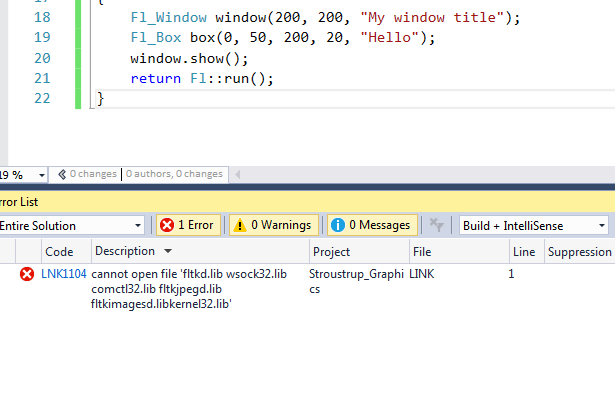 17 {
18 Fl_Window window(200, 200, "My window title");
19 Fl_Box box(0, 50, 200, 20, "Hello");
20 window.show();
21 return Fl::run();
22 }
19 % 0 changes | 0 authors, 0 changes
rror List
Entire Solution 1 Error 0 Warnings 0 Messages Build + IntelliSense
Code Description Project File Line Suppression
LNK1104 cannot open file 'fltkd.lib wsock32.lib Stroustrup_Graphi LINK 1
comctl32.lib fltkjpegd.lib cs
fltkimagesd.libkernel32.lib'